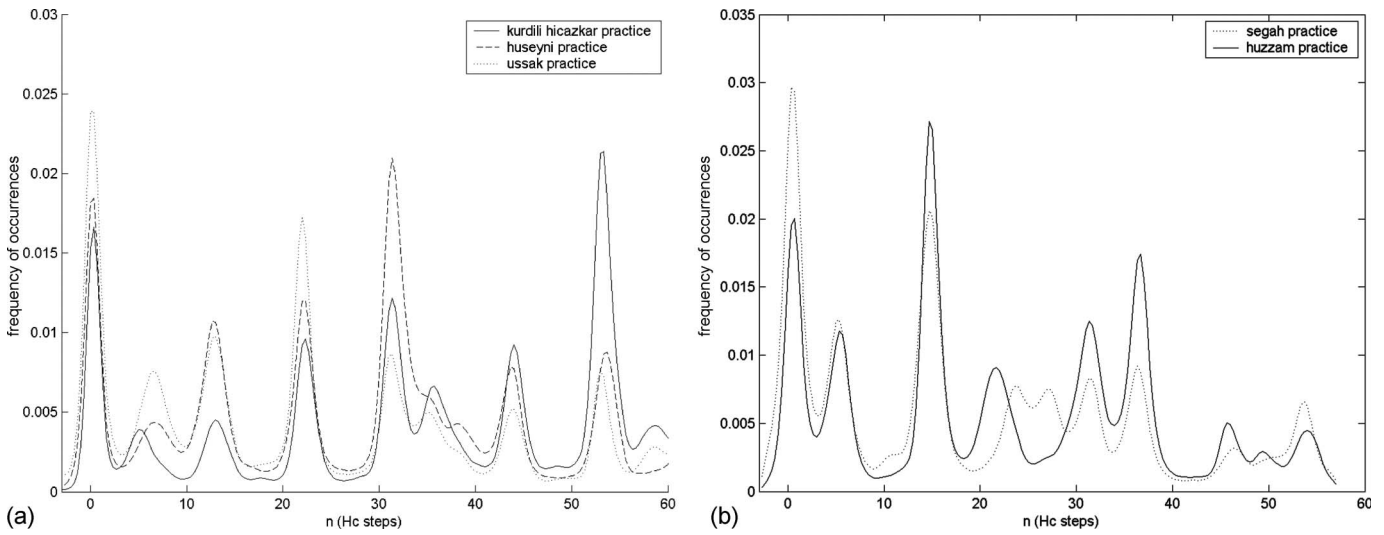 0.03
0.025
0.02
0.015
0.01
0.005
0
frequency of occurrences
kurdili hicazkar practice
huseyni practice
ussak practice
0 10 20 30 40 50 60
n (Hc steps)
(a)
0.035
0.03
0.025
0.02
0.015
0.01
0.005
0
frequency of occurrences
segah practice
huzzam practice
0 10 20 30 40 50 60
n (Hc steps)
(b)